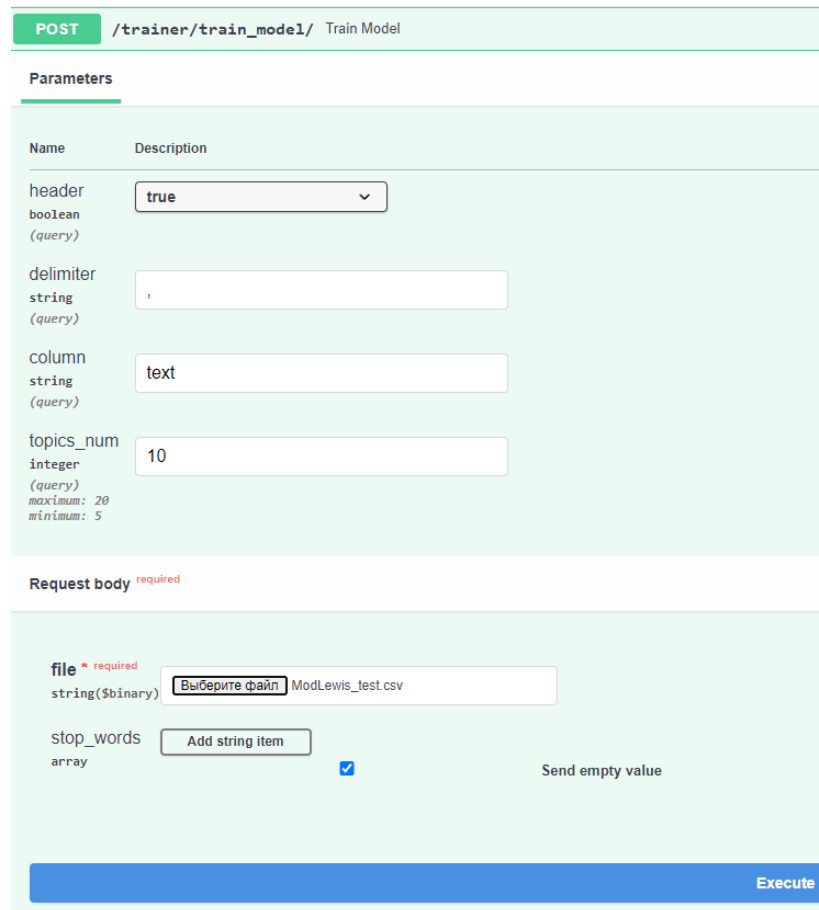 POST /trainer/train_model/ Train Model
Parameters
Name Description
header true
boolean
(query)
delimiter ,
string
(query)
column text
string
(query)
topics_num 10
integer
(query)
maximum: 20
minimum: 5
Request body required
file * required
Выберите файл ModLewis_test.csv
string($binary)
stop_words Add string item
array
Send empty value
Execute